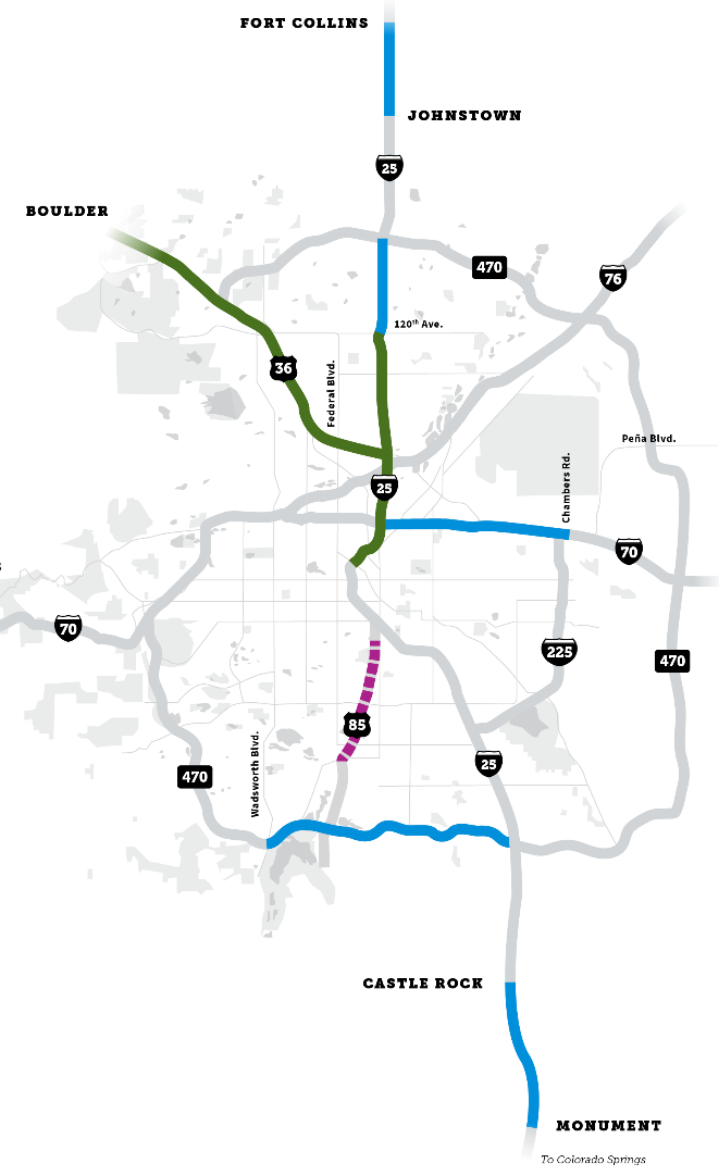 FORT COLLINS
JOHNSTOWN
25
BOULDER
470
76
120th Ave.
36
Federal Blvd.
Peña Blvd.
Chambers Rd.
25
70
70
225
470
85
Wadsworth Blvd.
25
470
CASTLE ROCK
MONUMENT
To Colorado Springs